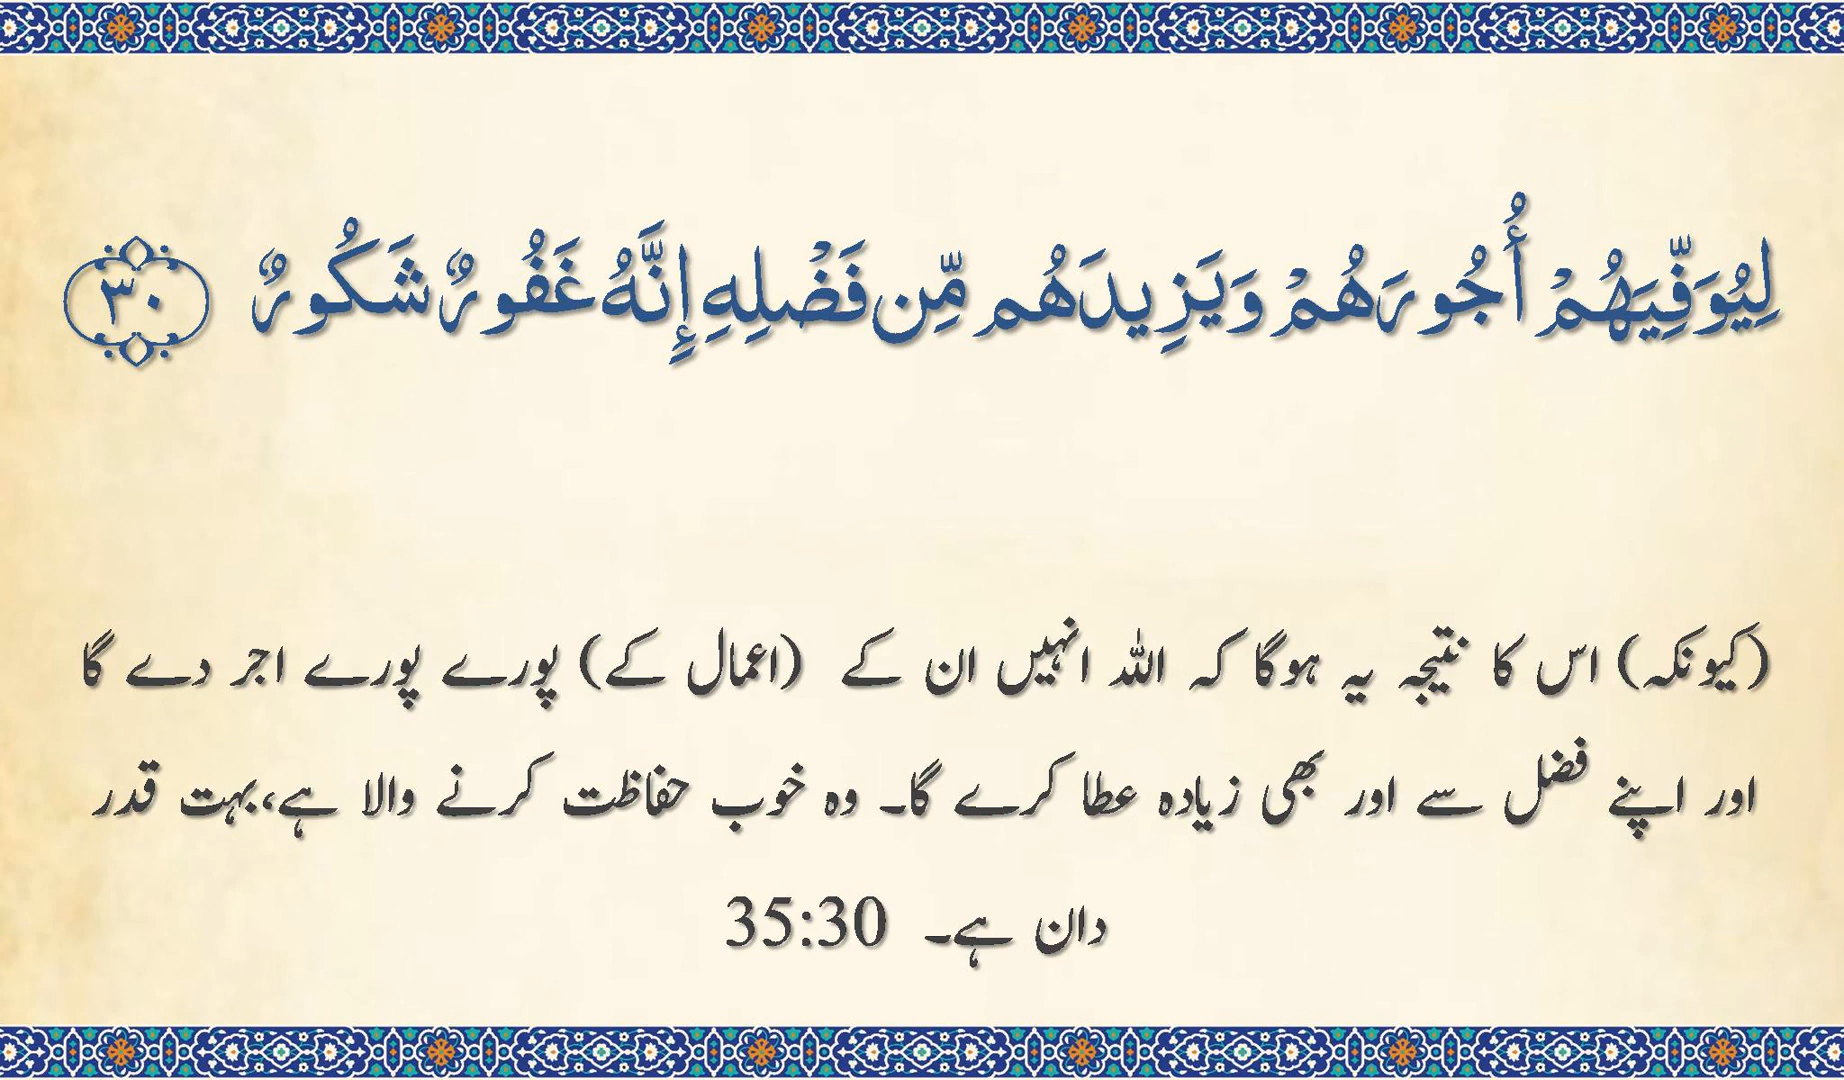 لِيُوَفِّيَهُمْ أُجُورَهُمْ وَيَزِيدَهُم مِّن فَضْلِهِ إِنَّهُ غَفُورٌ شَكُورٌ ٣٠
(کیونکہ) اس کا نتیجہ یہ ہوگا کہ اللہ انہیں ان کے (اعمال کے) پورے پورے اجر دے گا
اور اپنے فضل سے اور بھی زیادہ عطا کرے گا۔ وہ خوب حفاظت کرنے والا ہے،بہت قدر
دان ہے۔ 35:30